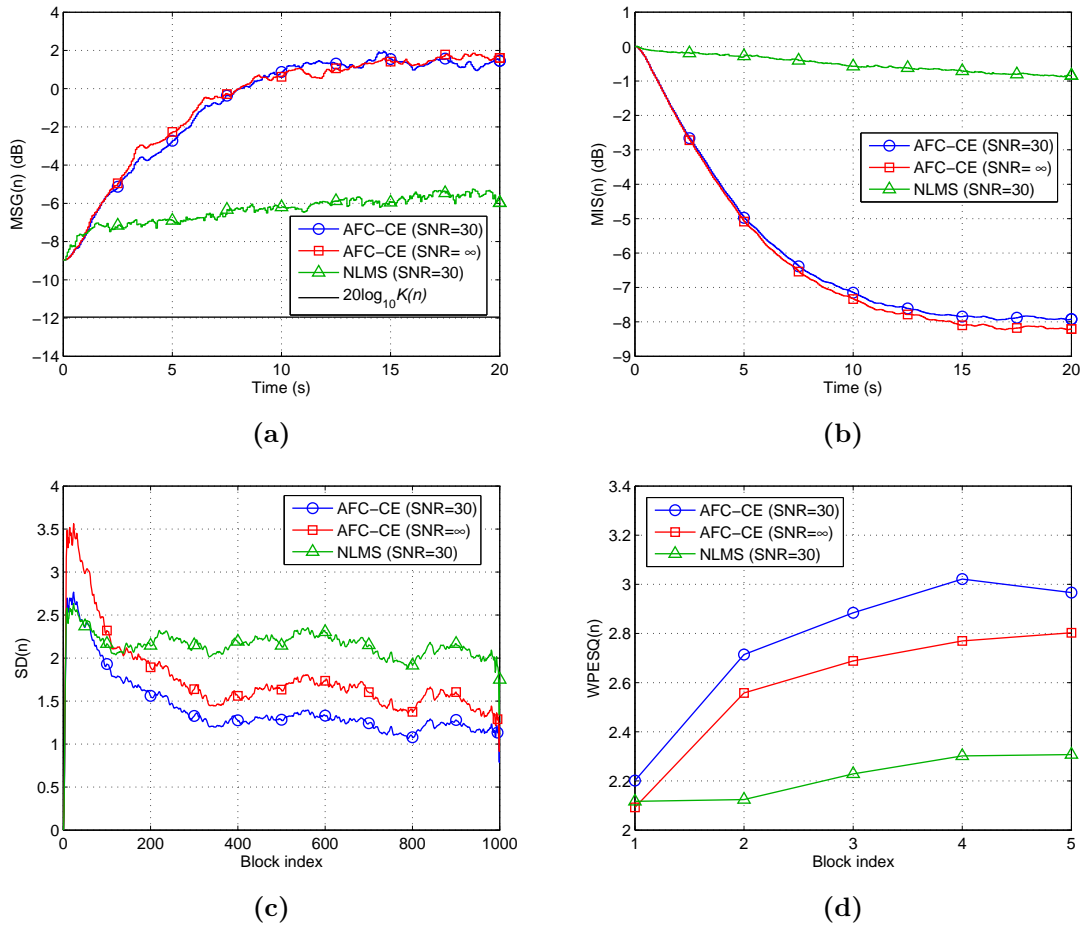 4
2
0
−2
−4
−6
−8
−10
−12
−14
0
5
10
15
20
MSG(n) (dB)
Time (s)
AFC−CE (SNR=30)
AFC−CE (SNR= ∞)
NLMS (SNR=30)
20log10K(n)
(a)
1
0
−1
−2
−3
−4
−5
−6
−7
−8
−9
0
5
10
15
20
MIS(n) (dB)
Time (s)
AFC−CE (SNR=30)
AFC−CE (SNR= ∞)
NLMS (SNR=30)
(b)
4
3.5
3
2.5
2
1.5
1
0.5
0
0
200
400
600
800
1000
SD(n)
Block index
AFC−CE (SNR=30)
AFC−CE (SNR=∞)
NLMS (SNR=30)
(c)
3.4
3.2
3
2.8
2.6
2.4
2.2
2
1
2
3
4
5
WPESQ(n)
Block index
AFC−CE (SNR=30)
AFC−CE (SNR=∞)
NLMS (SNR=30)
(d)